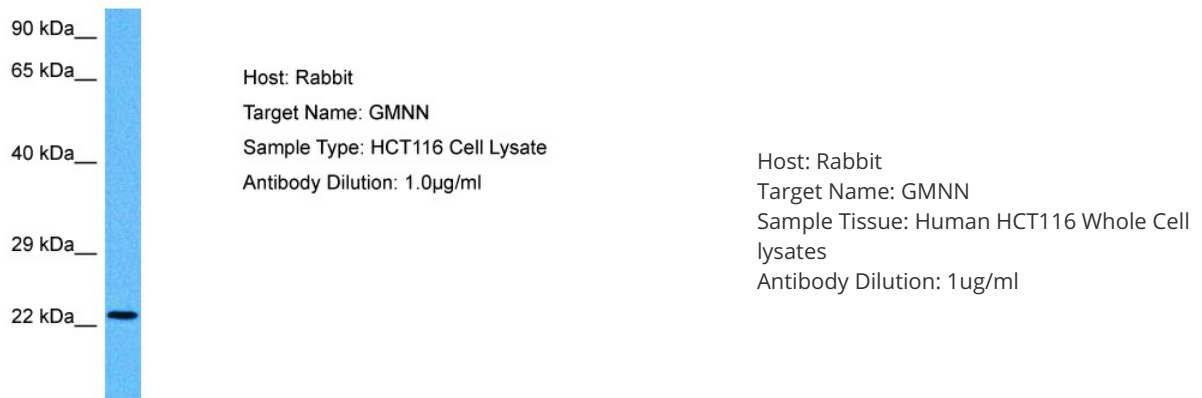 90 kDa__
65 kDa__
40 kDa__
29 kDa__
22 kDa__
Host: Rabbit
Target Name: GMNN
Sample Type: HCT116 Cell Lysate
Antibody Dilution: 1.0µg/ml
Host: Rabbit
Target Name: GMNN
Sample Tissue: Human HCT116 Whole Cell
lysates
Antibody Dilution: 1ug/ml